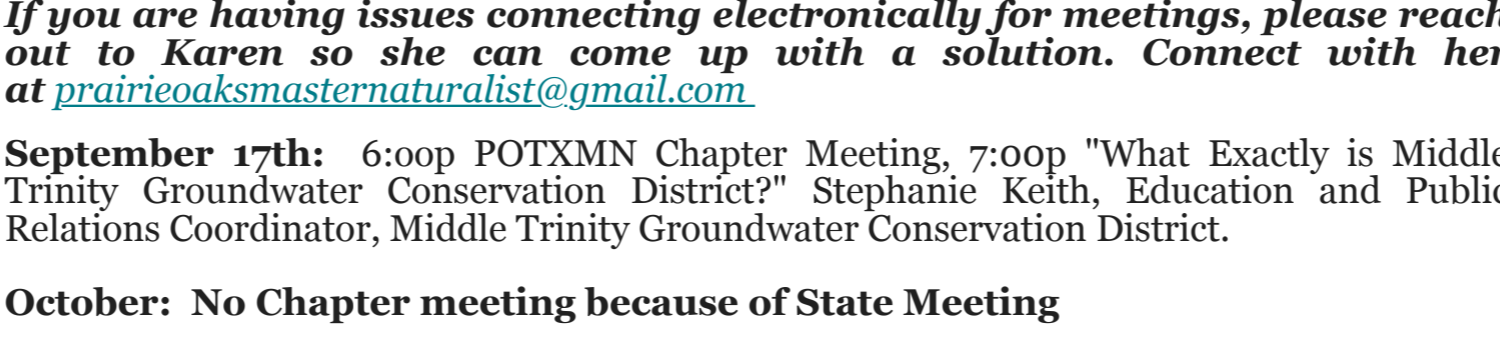 If you are having issues connecting electronically for meetings, please reach
out to Karen so she can come up with a solution. Connect with her
at prairieoaksmasternaturalist@gmail.com
September 17th: 6:oop POTXMN Chapter Meeting, 7:00p "What Exactly is Middle
Trinity Groundwater Conservation District?" Stephanie Keith, Education and Public
Relations Coordinator, Middle Trinity Groundwater Conservation District.
October: No Chapter meeting because of State Meeting